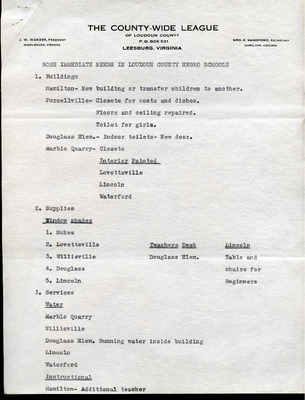 THE COUNTY-WIDE LEAGUE
OF LOUDOUN COUNTY
P. O. BOX 531
LEESBURG, VIRGINIA
J. W. WANZER, PRESIDENT
MIDDLEBURG, VIRGINIA
MRS. E. SANDFORD, SECRETARY
HAMILTON, VIRGINIA
SOME IMMEDIATE NEEDS IN LOUDOUN COUNTY NEGRO SCHOOLS
1. Buildings
Hamilton- New building or transfer children to another.
Purcellville- Closets for coats and dishes.
Floors and ceiling repaired.
Toilet for girls.
Douglass Elem.- Indoor toilets- New door.
Marble Quarry- Closets
Interior Painted
Lovettsville
Lincoln
Waterford
2. Supplies
Window shades
1. Nokes
2. Lovettsville Teachers Desk Lincoln
3. Willisville Douglass Elem. Table and
4. Douglass chairs for
5. Lincoln Beginners
3. Services
Water
Marble Quarry
Willisville
Douglass Elem. Running water inside building
Lincoln
Waterford
Instructional
Hamilton- Additional teacher